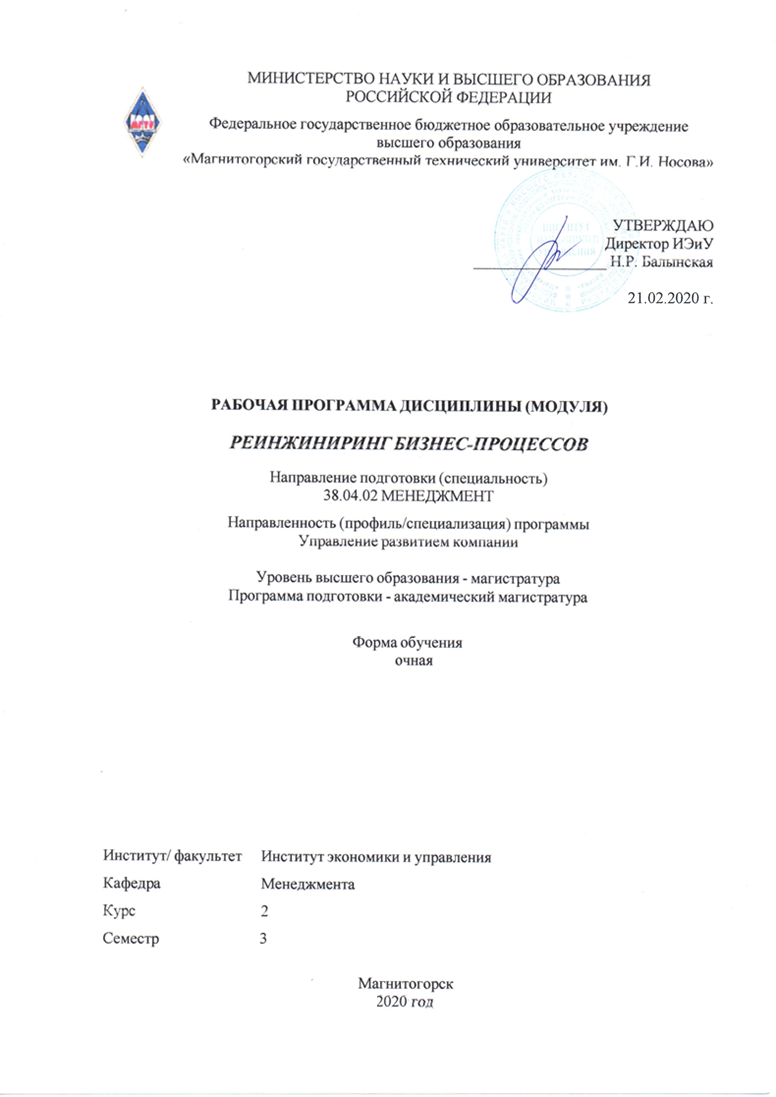 МИНИСТЕРСТВО НАУКИ И ВЫСШЕГО ОБРАЗОВАНИЯ
РОССИЙСКОЙ ФЕДЕРАЦИИ
Федеральное государственное бюджетное образовательное учреждение
высшего образования
«Магнитогорский государственный технический университет им. Г.И. Носова»
УТВЕРЖДАЮ
Директор ИЭиУ
Н.Р. Балынская
21.02.2020 г.
РАБОЧАЯ ПРОГРАММА ДИСЦИПЛИНЫ (МОДУЛЯ)
РЕИНЖИНИРИНГ БИЗНЕС-ПРОЦЕССОВ
Направление подготовки (специальность)
38.04.02 МЕНЕДЖМЕНТ
Направленность (профиль/специализация) программы
Управление развитием компании
Уровень высшего образования - магистратура
Программа подготовки - академический магистратура
Форма обучения
очная
Институт/ факультет Институт экономики и управления
Кафедра Менеджмента
Курс 2
Семестр 3
Магнитогорск
2020 год